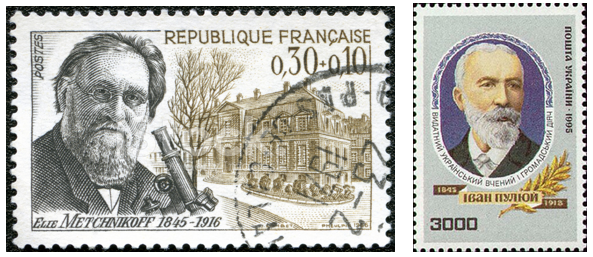 POSTES
RÉPUBLIQUE FRANÇAISE
0,30+0,10
ELIE METCHNIKOFF 1845-1916
ПОШТА УКРАЇНИ · 1995
ВИДАТНИЙ УКРАЇНСЬКИЙ ВЧЕНИЙ І ГРОМАДСЬКИЙ ДІЯЧ
1845 ІВАН ПУЛЮЙ 1918
3000